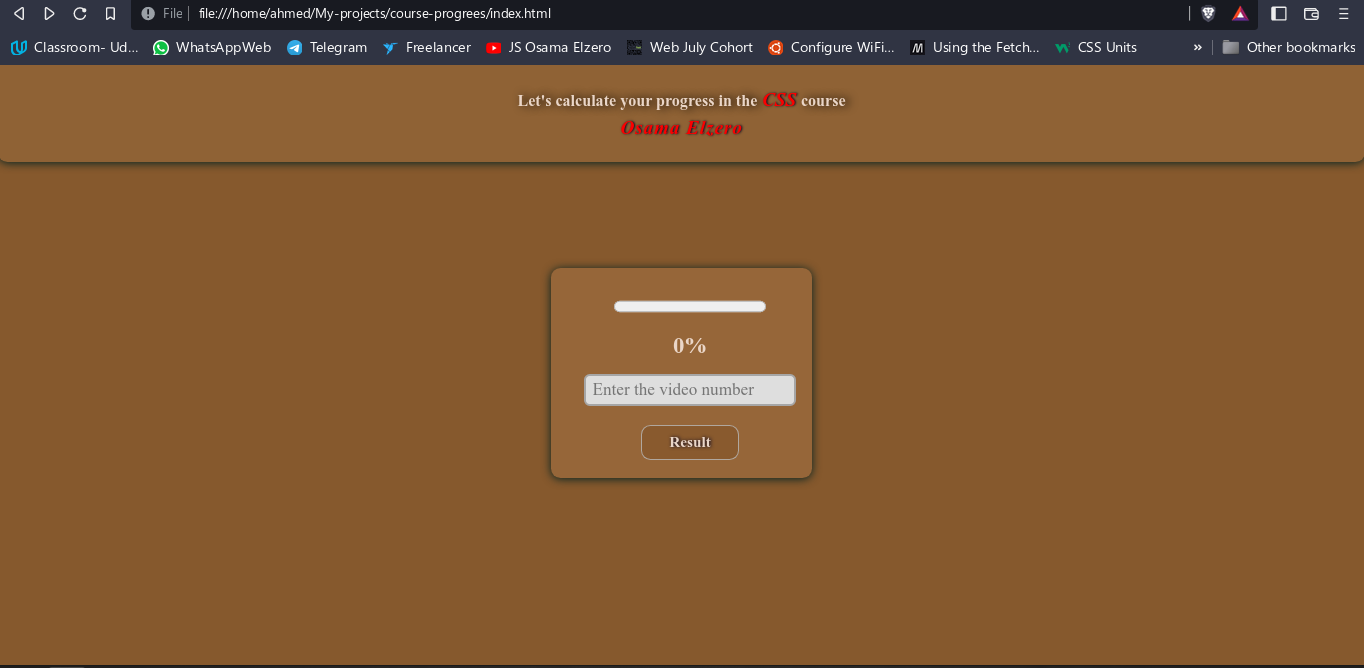 File file:///home/ahmed/My-projects/course-progrees/index.html
Classroom- Ud... WhatsAppWeb Telegram Freelancer JS Osama Elzero Web July Cohort Configure WiFi... Using the Fetch... CSS Units » Other bookmarks
Let's calculate your progress in the CSS course
Osama Elzero
0%
Enter the video number
Result